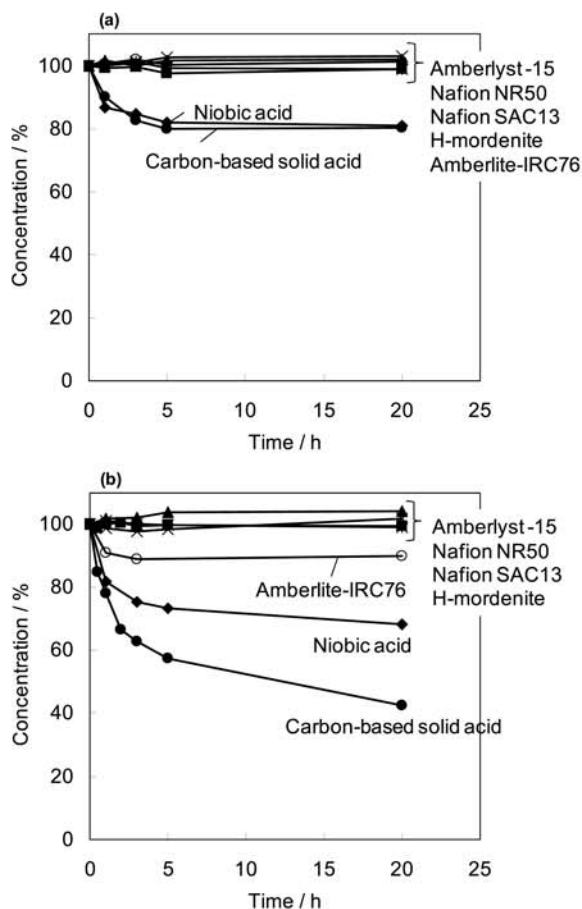 (a)
Concentration / %
100
80
60
40
20
0
Niobic acid
Carbon-based solid acid
Amberlyst -15
Nafion NR50
Nafion SAC13
H-mordenite
Amberlite-IRC76
0 5 10 15 20 25
Time / h
(b)
Concentration / %
100
80
60
40
20
0
Amberlyst -15
Nafion NR50
Nafion SAC13
H-mordenite
Amberlite-IRC76
Niobic acid
Carbon-based solid acid
0 5 10 15 20 25
Time / h